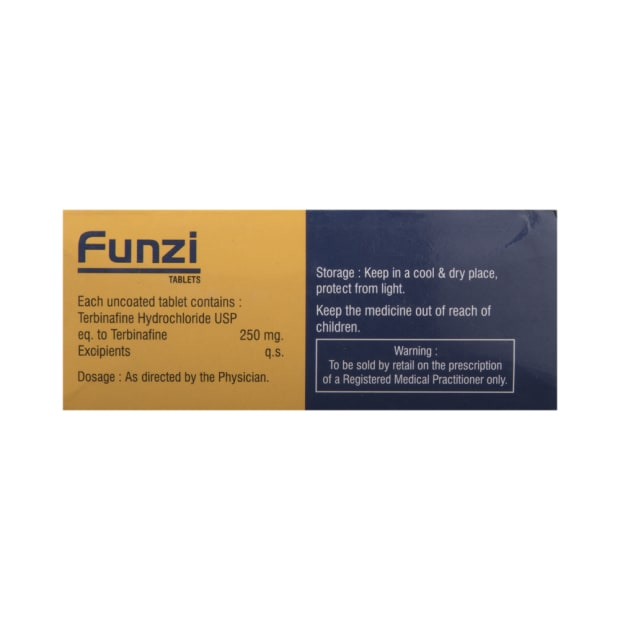 Funzi
TABLETS
Each uncoated tablet contains :
Terbinafine Hydrochloride USP
eq. to Terbinafine 250 mg.
Excipients q.s.
Dosage : As directed by the Physician.
Storage : Keep in a cool & dry place,
protect from light.
Keep the medicine out of reach of
children.
Warning :
To be sold by retail on the prescription
of a Registered Medical Practitioner only.